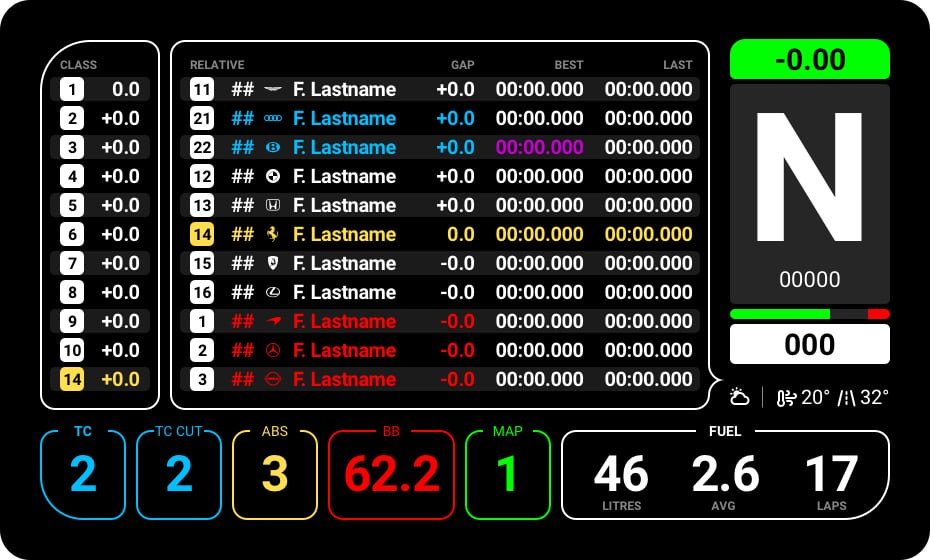 CLASS
1 0.0
2 +0.0
3 +0.0
4 +0.0
5 +0.0
6 +0.0
7 +0.0
8 +0.0
9 +0.0
10 +0.0
14 +0.0
RELATIVE GAP BEST LAST
11 ## F. Lastname +0.0 00:00.000 00:00.000
21 ## F. Lastname +0.0 00:00.000 00:00.000
22 ## F. Lastname +0.0 00:00.000 00:00.000
12 ## F. Lastname +0.0 00:00.000 00:00.000
13 ## F. Lastname +0.0 00:00.000 00:00.000
14 ## F. Lastname 0.0 00:00.000 00:00.000
15 ## F. Lastname -0.0 00:00.000 00:00.000
16 ## F. Lastname -0.0 00:00.000 00:00.000
1 ## F. Lastname -0.0 00:00.000 00:00.000
2 ## F. Lastname -0.0 00:00.000 00:00.000
3 ## F. Lastname -0.0 00:00.000 00:00.000
-0.00
N
00000
000
20° 32°
TC
2
TC CUT
2
ABS
3
BB
62.2
MAP
1
FUEL
46 2.6 17
LITRES AVG LAPS